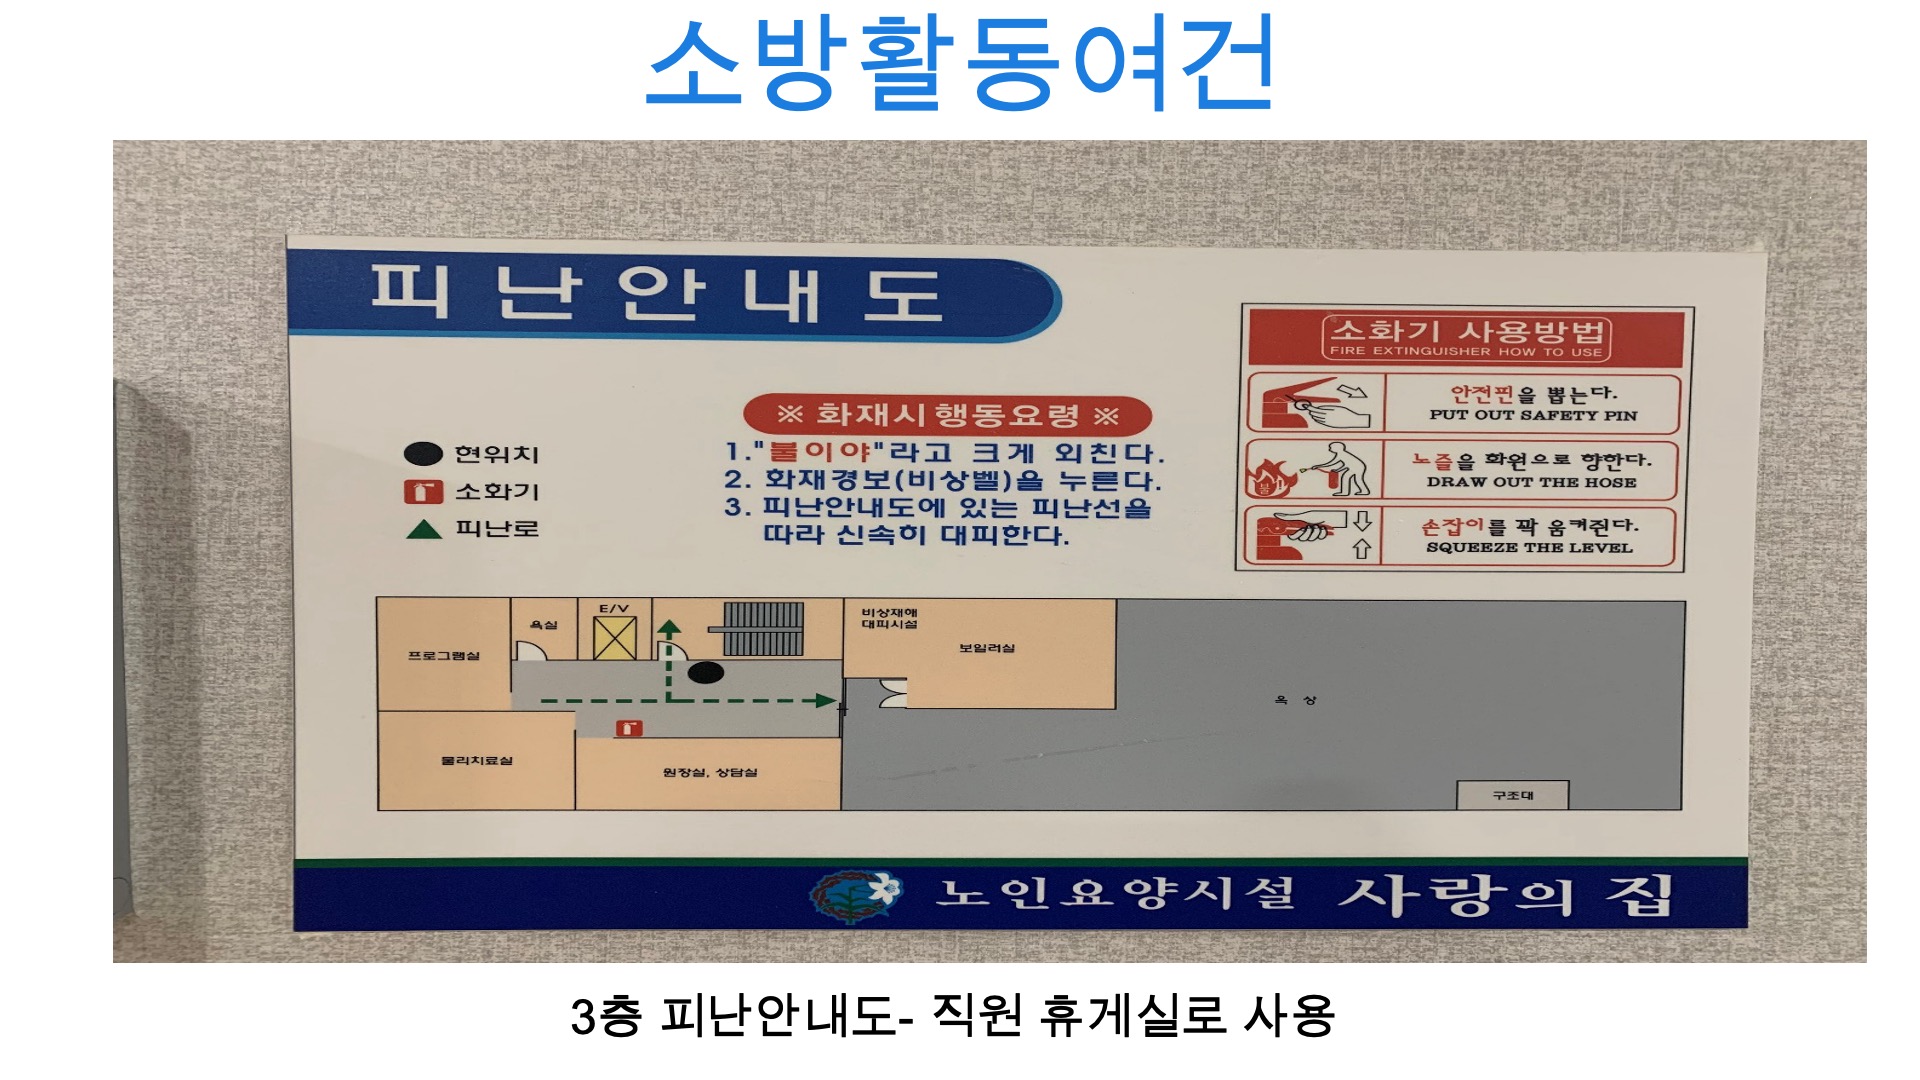 소방활동여건
피난안내도
소화기 사용방법
FIRE EXTINGUISHER HOW TO USE
안전핀을 뽑는다.
PUT OUT SAFETY PIN
노즐을 화원으로 향한다.
DRAW OUT THE HOSE
불
손잡이를 꽉 움켜쥔다.
SQUEEZE THE LEVEL
※ 화재시 행동요령 ※
1."불이야"라고 크게 외친다.
2. 화재경보(비상벨)을 누른다.
3. 피난안내도에 있는 피난선을
따라 신속히 대피한다.
현위치
소화기
피난로
프로그램실
욕실
E/V
비상재해
대피시설
보일러실
옥 상
물리치료실
원장실, 상담실
구조대
노인요양시설 사랑의 집
3층 피난안내도- 직원 휴게실로 사용